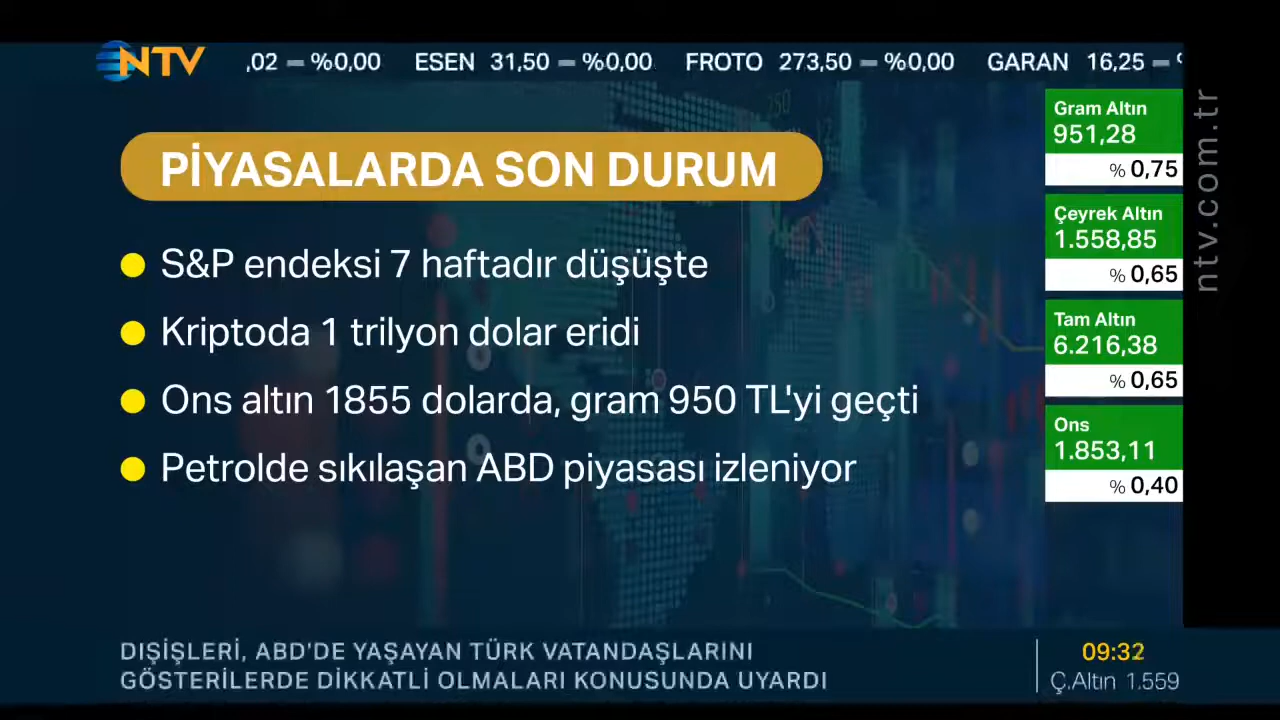 NTV
,02 — %0,00 ESEN 31,50 — %0,00 FROTO 273,50 — %0,00 GARAN 16,25 —
PİYASALARDA SON DURUM
S&P endeksi 7 haftadır düşüşte
Kriptoda 1 trilyon dolar eridi
Ons altın 1855 dolarda, gram 950 TL'yi geçti
Petrolde sıkılaşan ABD piyasası izleniyor
Gram Altın
951,28
% 0,75
Çeyrek Altın
1.558,85
% 0,65
Tam Altın
6.216,38
% 0,65
Ons
1.853,11
% 0,40
ntv.com.tr
DIŞİŞLERİ, ABD'DE YAŞAYAN TÜRK VATANDAŞLARINI
GÖSTERİLERDE DİKKATLİ OLMALARI KONUSUNDA UYARDI
09:32
Ç.Altın 1.559